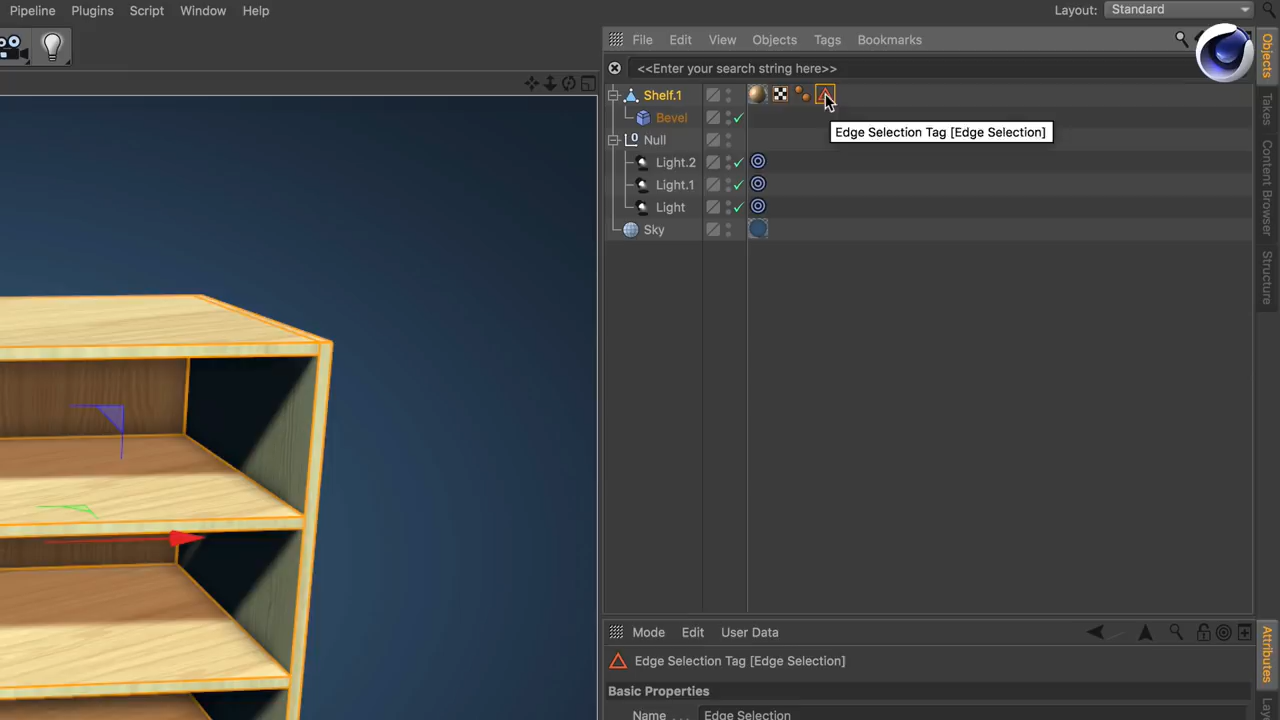 Pipeline Plugins Script Window Help
Layout: Standard
File Edit View Objects Tags Bookmarks
<<Enter your search string here>>
Shelf.1
Bevel
Edge Selection Tag [Edge Selection]
Null
Light.2
Light.1
Light
Sky
Objects
Takes
Content Browser
Structure
Mode Edit User Data
Edge Selection Tag [Edge Selection]
Basic Properties
Name Edge Selection
Attributes